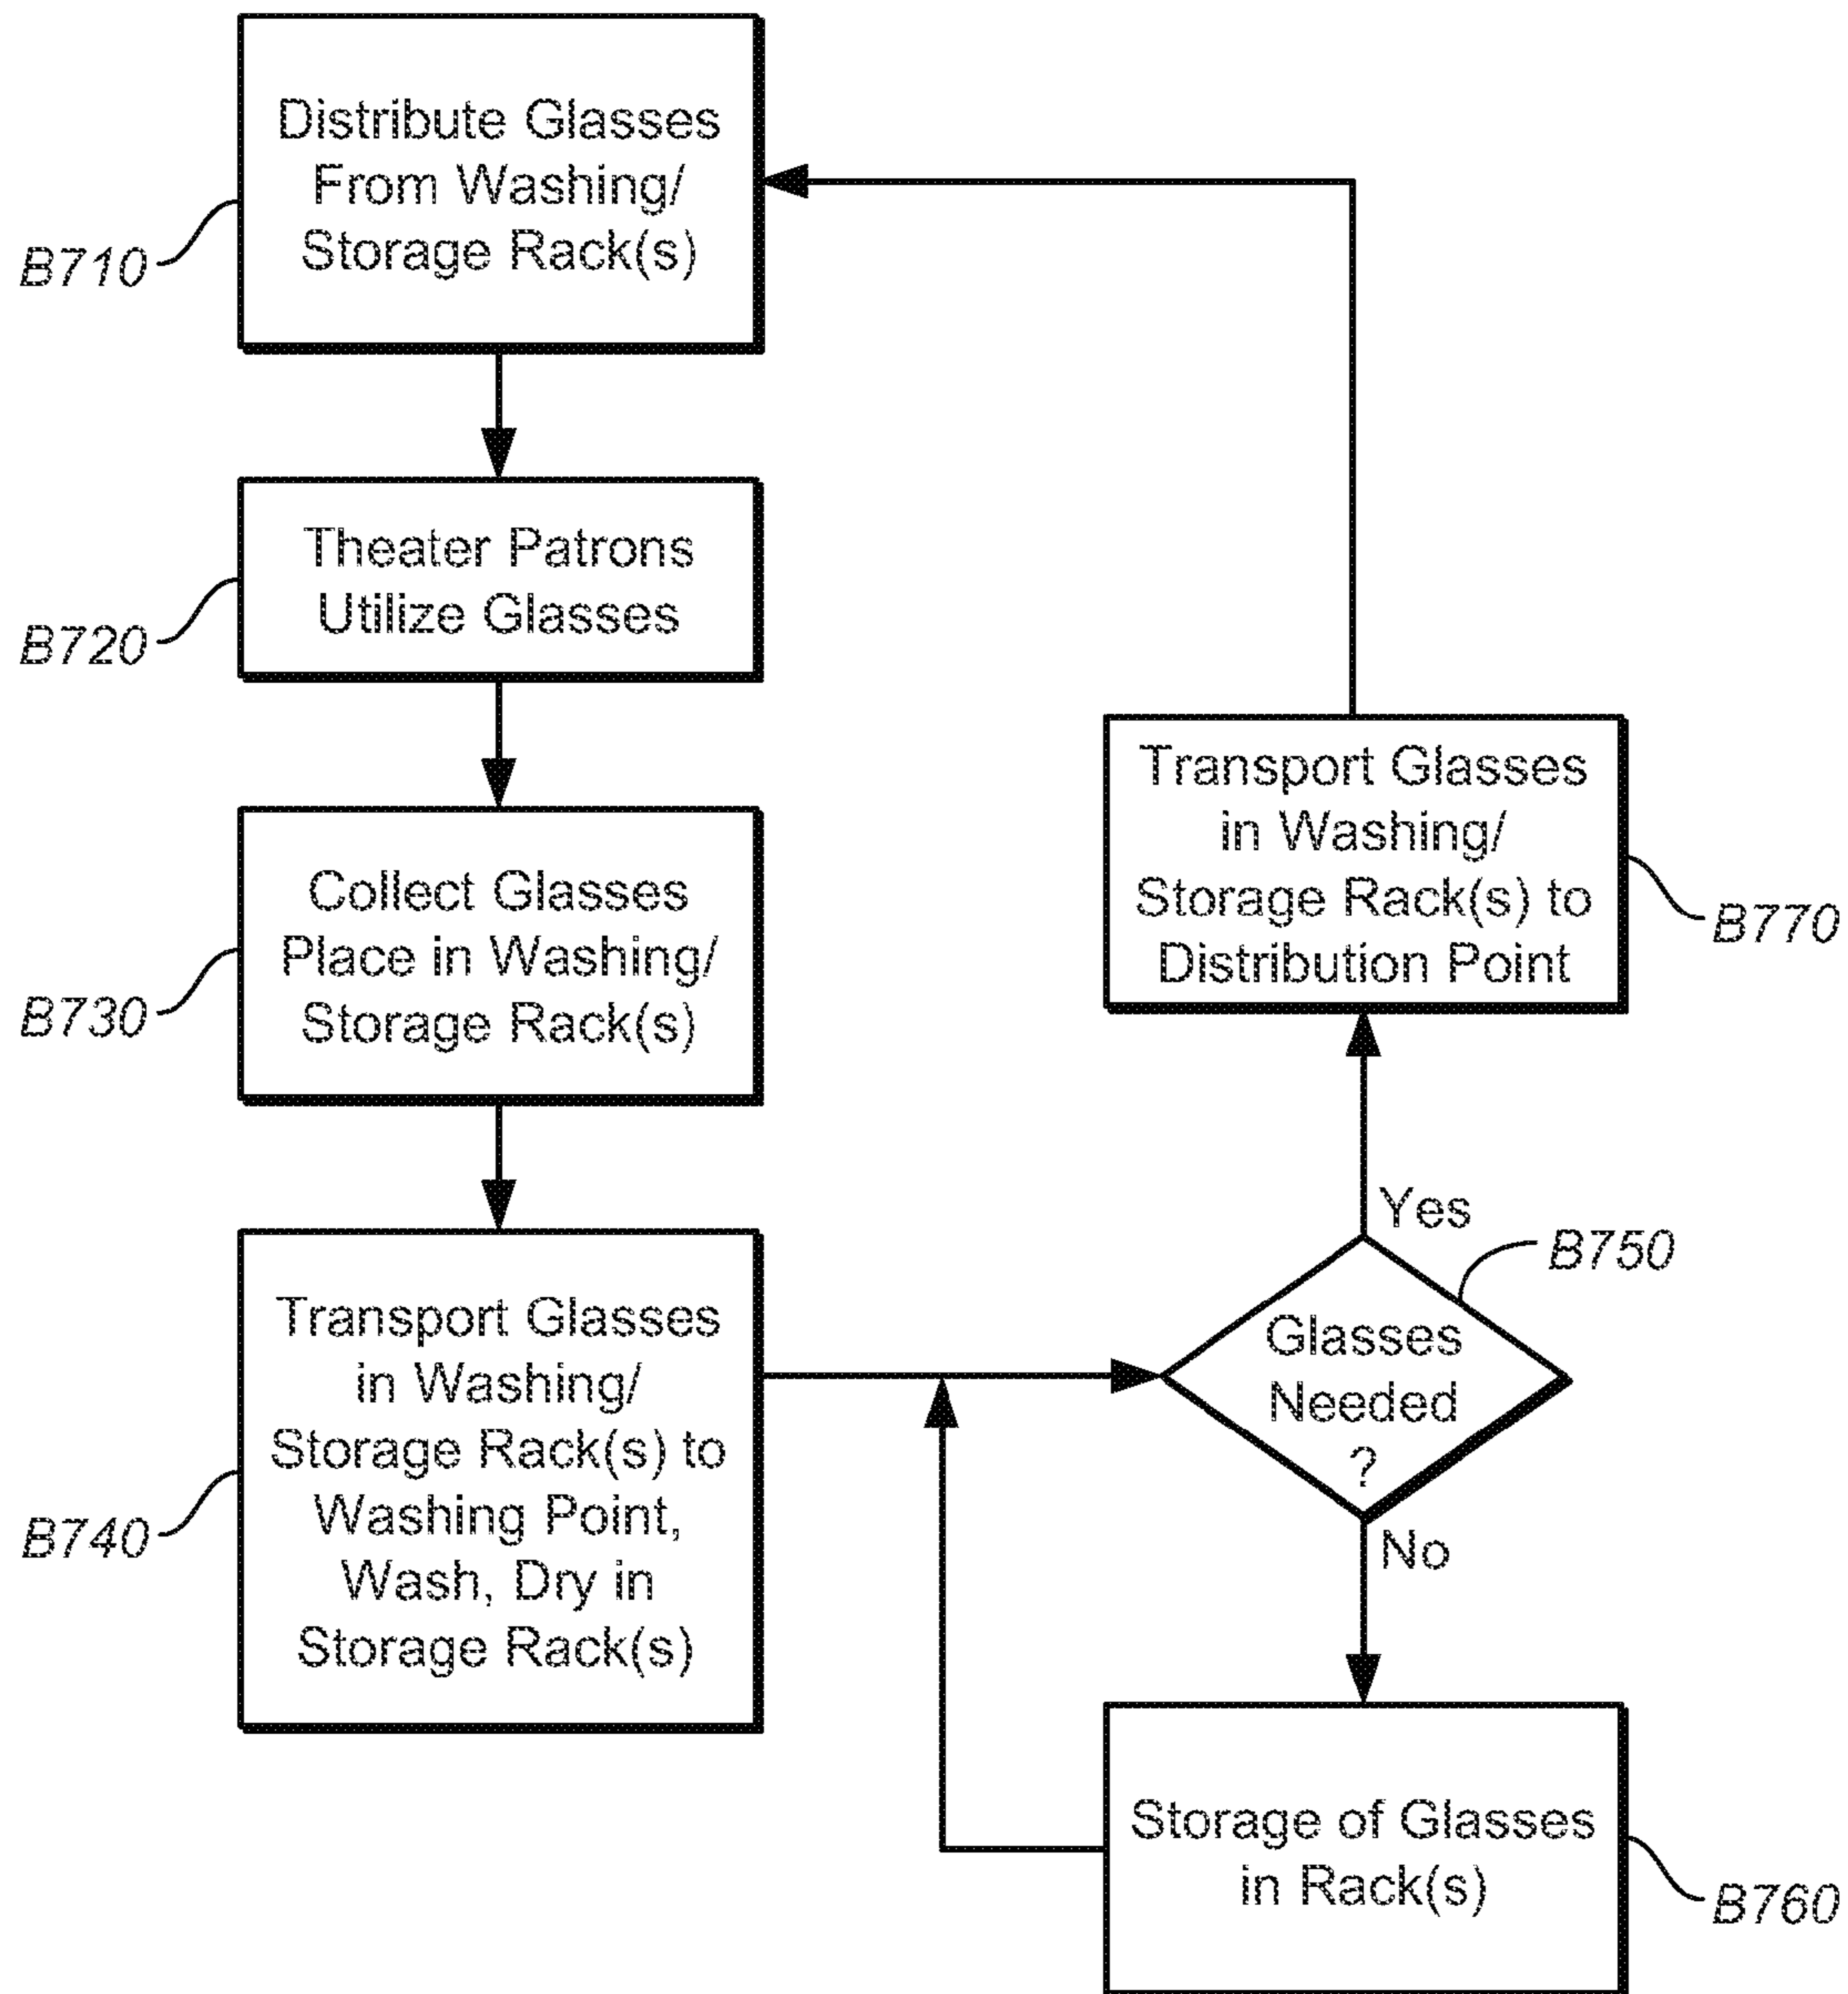 Distribute Glasses
From Washing/
Storage Rack(s)
B710
Theater Patrons
Utilize Glasses
B720
Collect Glasses
Place in Washing/
Storage Rack(s)
B730
Transport Glasses
in Washing/
Storage Rack(s) to
Washing Point,
Wash, Dry in
Storage Rack(s)
B740
Transport Glasses
in Washing/
Storage Rack(s) to
Distribution Point
B770
Yes
B750
Glasses
Needed
?
No
Storage of Glasses
in Rack(s)
B760